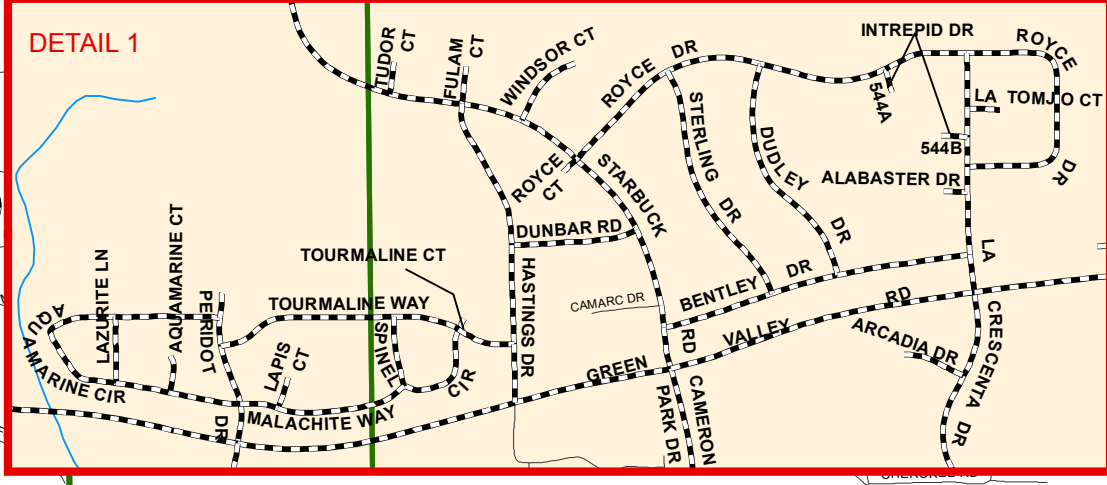 DETAIL 1
TUDOR CT
FULAM CT
WINDSOR CT
ROYCE DR
INTREPID DR
ROYCE DR
544A
LA TOMJO CT
544B
ALABASTER DR
STERLING DR
DUDLEY DR
ROYCE CT
STARBUCK RD
DUNBAR RD
TOURMALINE CT
TOURMALINE WAY
HASTINGS DR
CAMARC DR
BENTLEY DR
GREEN VALLEY RD
LA CRESCENTA DR
ARCADIA DR
AQUAMARINE CIR
LAZURITE LN
AQUAMARINE CT
PERIDOT DR
LAPIS CT
SPINEL CIR
MALACHITE WAY
CAMERON PARK DR